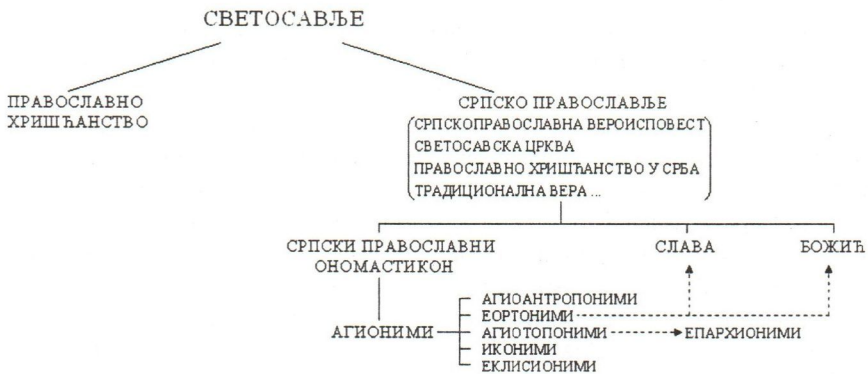 СВЕТОСАВЉЕ
ПРАВОСЛАВНО
ХРИШЋАНСТВО
СРПСКО ПРАВОСЛАВЉЕ
СРПСКОПРАВОСЛАВНА ВЕРОИСПОВЕСТ
СВЕТОСАВСКА ЦРКВА
ПРАВОСЛАВНО ХРИШЋАНСТВО У СРБА
ТРАДИЦИОНАЛНА ВЕРА ...
СРПСКИ ПРАВОСЛАВНИ
ОНОМАСТИКОН
СЛАВА
БОЖИЋ
АГИОНИМИ
АГИОАНТРОПОНИМИ
ЕОРТОНИМИ
АГИОТОПОНИМИ
ЕПАРХИОНИМИ
ИКОНИМИ
ЕКЛИСИОНИМИ